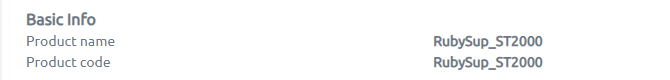 Basic Info
Product name RubySup_ST2000
Product code RubySup_ST2000